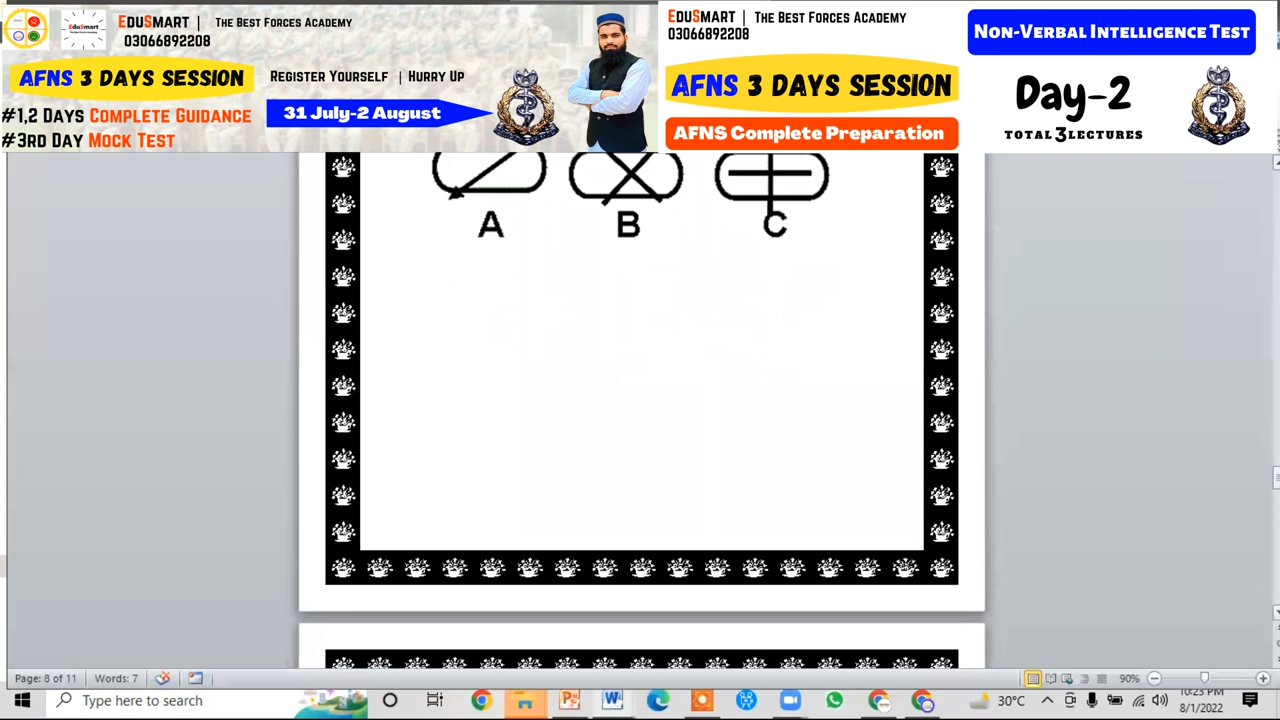 EduSmart | The Best Forces Academy
03066892208
EduSmart
AFNS 3 DAYS SESSION
Register Yourself | Hurry Up
#1,2 Days Complete Guidance
31 July-2 August
#3rd Day Mock Test
EduSmart | The Best Forces Academy
03066892208
AFNS 3 DAYS SESSION
AFNS Complete Preparation
Non-Verbal Intelligence Test
Day-2
TOTAL 3 LECTURES
A B C
Page: 8 of 11 Words: 7 90%
Type here to search
30°C
10:23 PM
8/1/2022